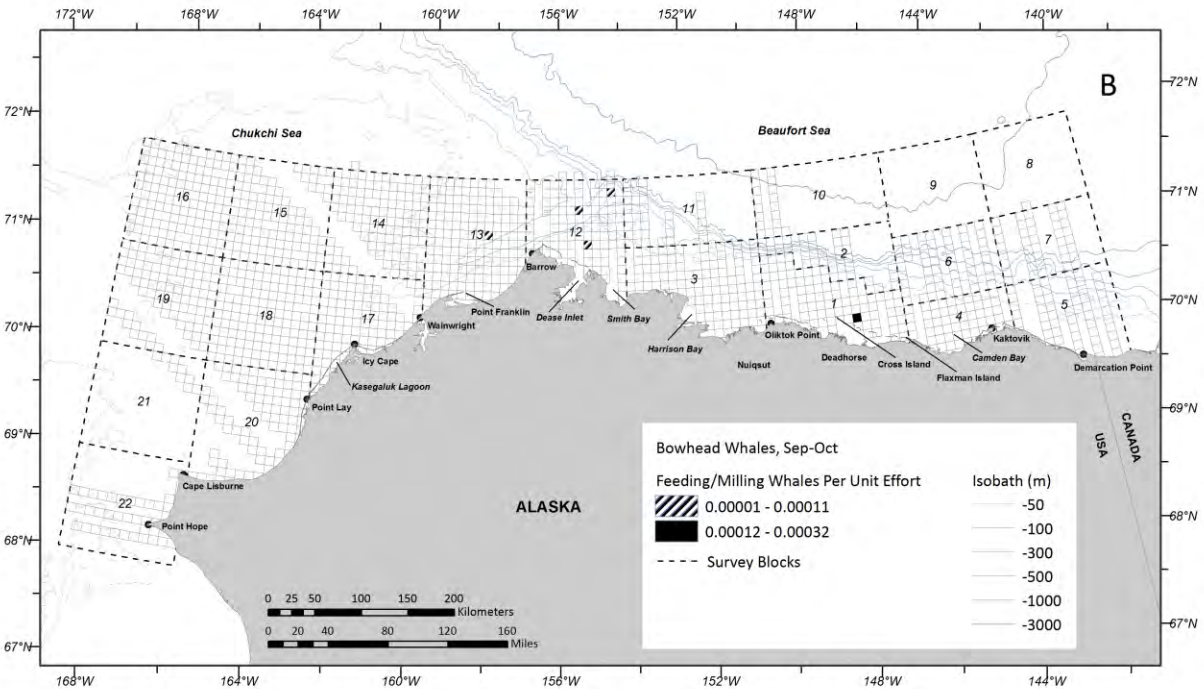 172°W 168°W 164°W 160°W 156°W 152°W 148°W 144°W 140°W
B
72°N
72°N
Chukchi Sea
Beaufort Sea
8
9
10
16
15
14
13
12
11
71°N
71°N
7
2
6
3
Barrow
19
18
17
1
4
5
70°N
70°N
Point Franklin
Dease Inlet
Smith Bay
Wainwright
Harrison Bay
Oliktok Point
Kaktovik
Icy Cape
Nuiqsut
Deadhorse
Cross Island
Camden Bay
Demarcation Point
Flaxman Island
Kasegaluk Lagoon
21
20
Point Lay
69°N
69°N
CANADA
USA
Cape Lisburne
22
Point Hope
ALASKA
68°N
68°N
67°N
67°N
Bowhead Whales, Sep-Oct
Feeding/Milling Whales Per Unit Effort
0.00001 - 0.00011
0.00012 - 0.00032
Survey Blocks
Isobath (m)
-50
-100
-300
-500
-1000
-3000
0 25 50 100 150 200
Kilometers
0 20 40 80 120 160
Miles
168°W 164°W 160°W 156°W 152°W 148°W 144°W